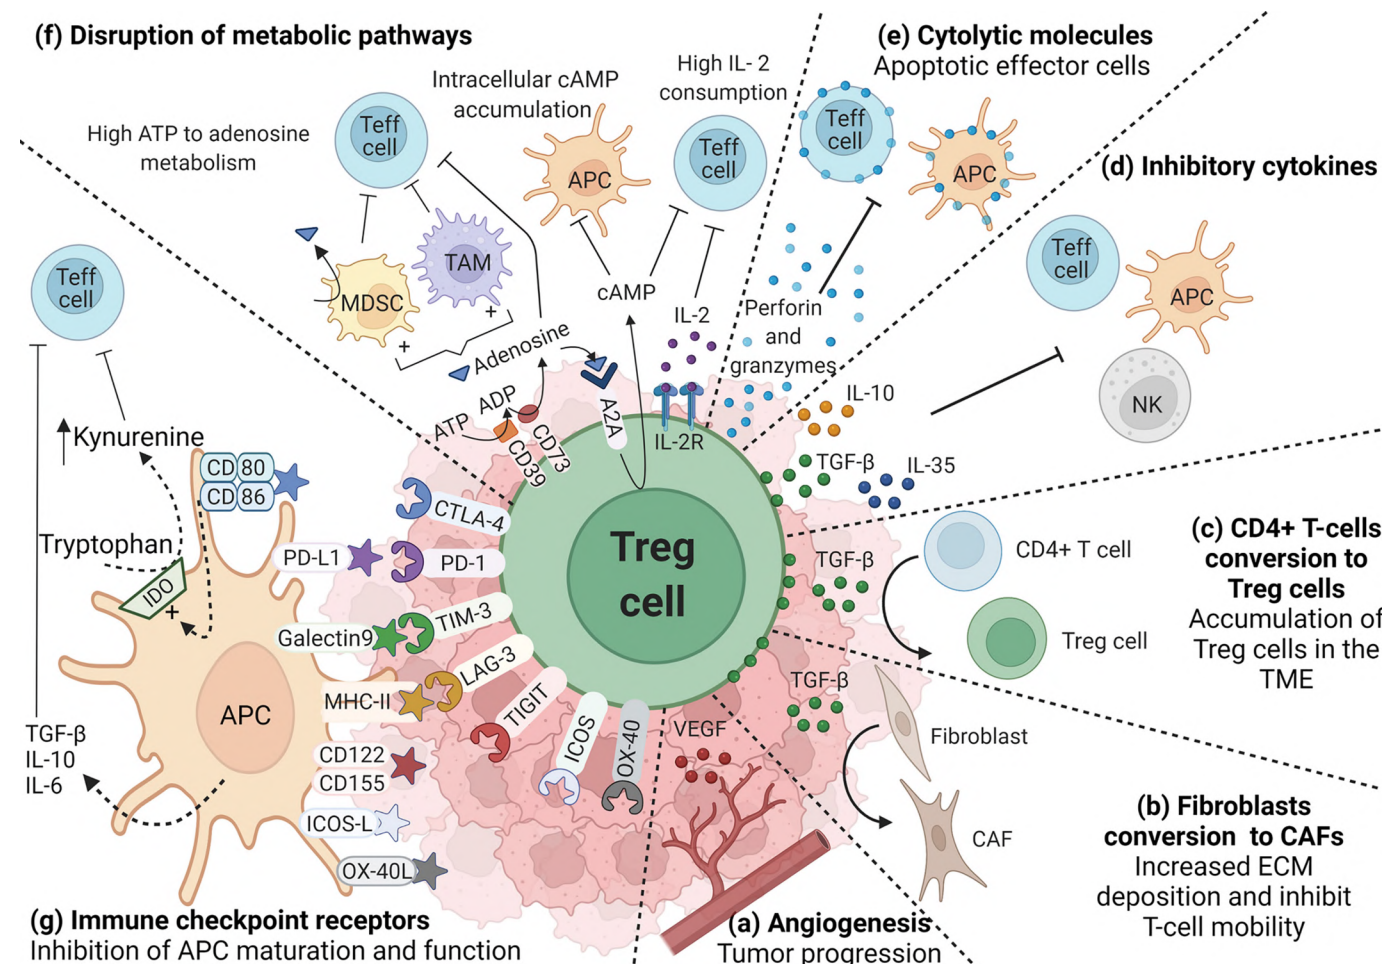 (f) Disruption of metabolic pathways
High ATP to adenosine
metabolism
Intracellular cAMP
accumulation
High IL- 2
consumption
Teff
cell
APC
Teff
cell
MDSC
TAM
+
+
Adenosine
cAMP
IL-2
ATP
ADP
CD39
CD73
A2A
IL-2R
(e) Cytolytic molecules
Apoptotic effector cells
Teff
cell
APC
Perforin
and
granzymes
(d) Inhibitory cytokines
Teff
cell
APC
NK
IL-10
TGF-β
IL-35
(c) CD4+ T-cells
conversion to
Treg cells
Accumulation of
Treg cells in the
TME
TGF-β
CD4+ T cell
Treg cell
(b) Fibroblasts
conversion to CAFs
Increased ECM
deposition and inhibit
T-cell mobility
TGF-β
Fibroblast
CAF
(a) Angiogenesis
Tumor progression
VEGF
Treg
cell
(g) Immune checkpoint receptors
Inhibition of APC maturation and function
Teff
cell
Kynurenine
Tryptophan
IDO
+
CD 80
CD 86
CTLA-4
PD-L1
PD-1
Galectin9
TIM-3
MHC-II
LAG-3
CD122
CD155
TIGIT
ICOS-L
ICOS
OX-40L
OX-40
APC
TGF-β
IL-10
IL-6